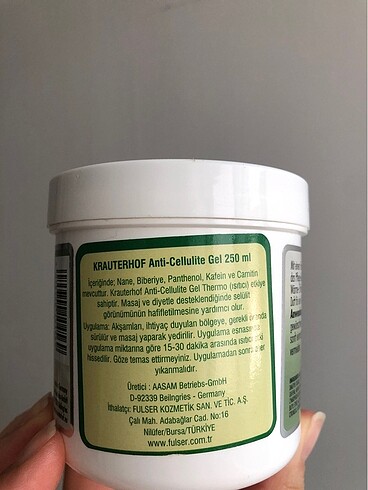 KRAUTERHOF Anti-Cellulite Gel 250 ml
İçeriğinde; Nane, Biberiye, Panthenol, Kafein ve Carnitin
mevcuttur. Krauterhof Anti-Cellulite Gel Thermo (ısıtıcı) etkiye
sahiptir. Masaj ve diyetle desteklendiğinde selülit
görünümünün hafifletilmesine yardımcı olur.
Uygulama: Akşamları, ihtiyaç duyulan bölgeye, gerekli
sürülür ve masaj yaparak yedirilir. Uygulama esnasında
uygulama miktarına göre 15-30 dakika arasında ısıtıcı etki
hissedilir. Göze temas ettirmeyiniz. Uygulamadan sonra eller
yıkanmalıdır.
Üretici : AASAM Betriebs-GmbH
D-92339 Beilngries - Germany
İthalatçı: FULSER KOZMETİK SAN. VE TİC. A.Ş.
Çalı Mah. Adabağlar Cad. No:16
Nilüfer/Bursa/TÜRKİYE
www.fulser.com.tr